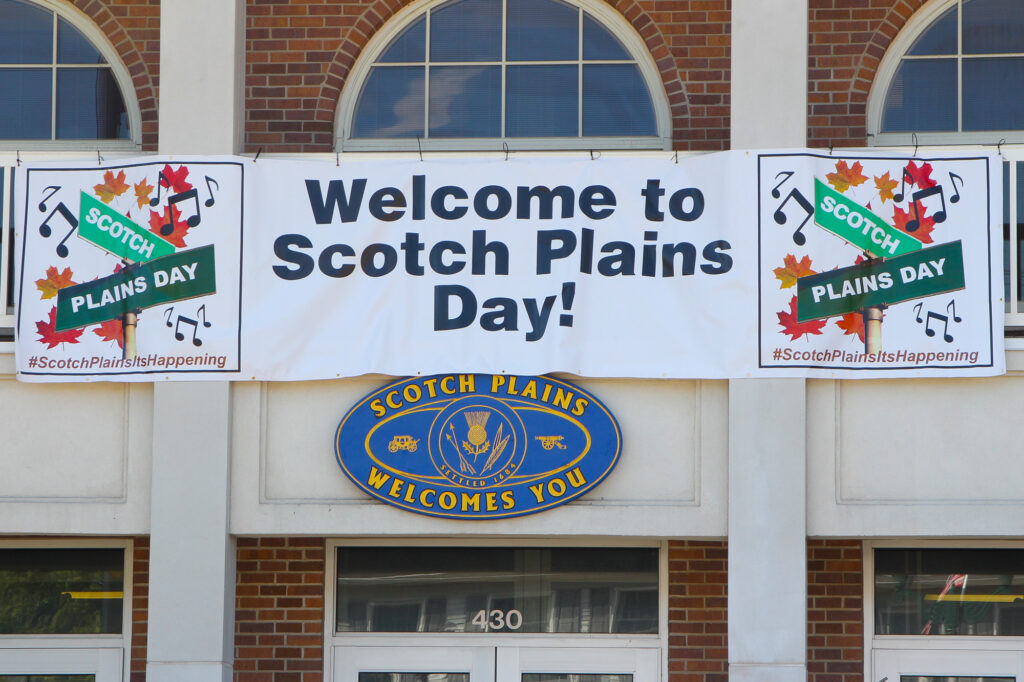 SCOTCH
PLAINS DAY
#ScotchPlainsItsHappening
Welcome to
Scotch Plains
Day!
SCOTCH
PLAINS DAY
#ScotchPlainsItsHappening
SCOTCH PLAINS
SETTLED 1684
WELCOMES YOU
430